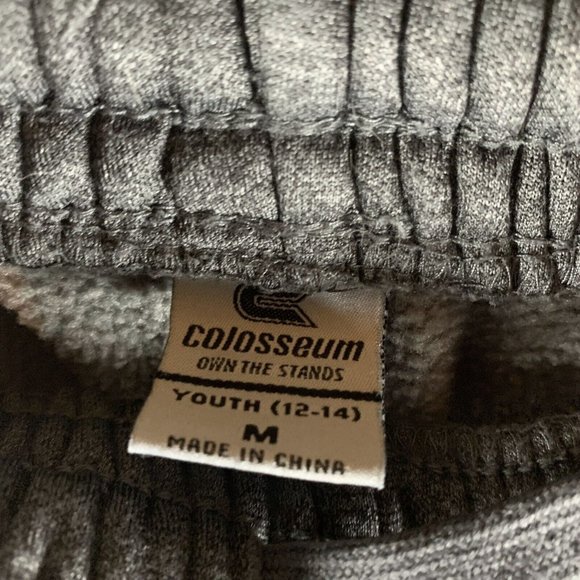 Colosseum
OWN THE STANDS
YOUTH (12-14)
M
MADE IN CHINA